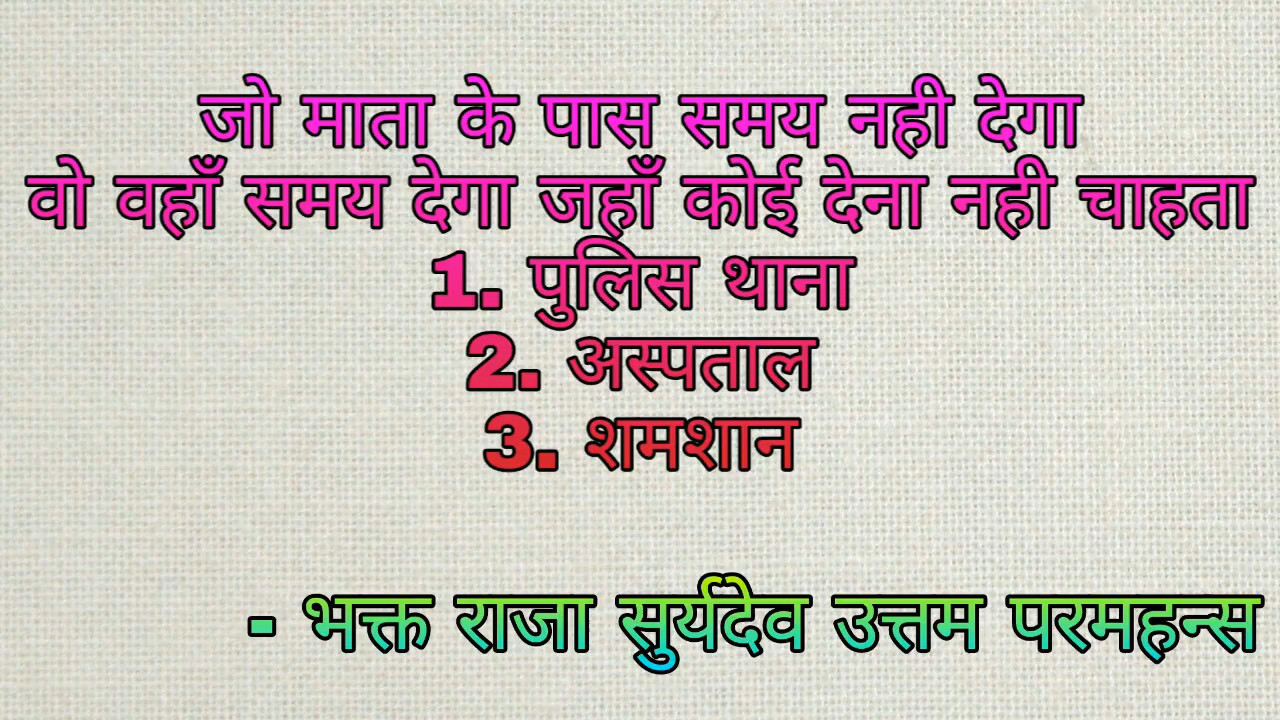 जो माता के पास समय नही देगा
वो वहाँ समय देगा जहाँ कोई देना नही चाहता
1. पुलिस थाना
2. अस्पताल
3. शमशान
- भक्त राजा सुर्यदेव उत्तम परमहन्स